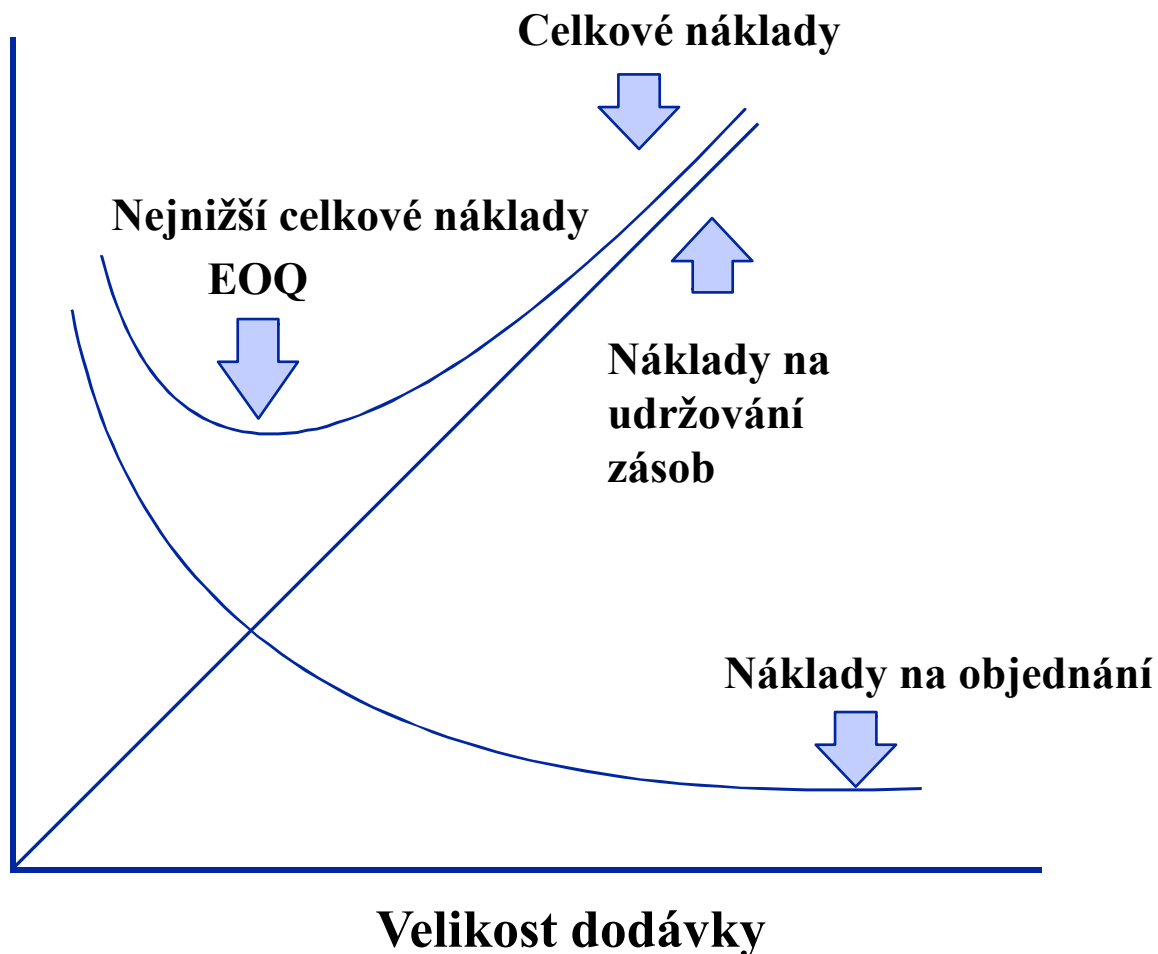 Celkové náklady
Nejnižší celkové náklady
EOQ
Náklady na
udržování
zásob
Náklady na objednání
Velikost dodávky